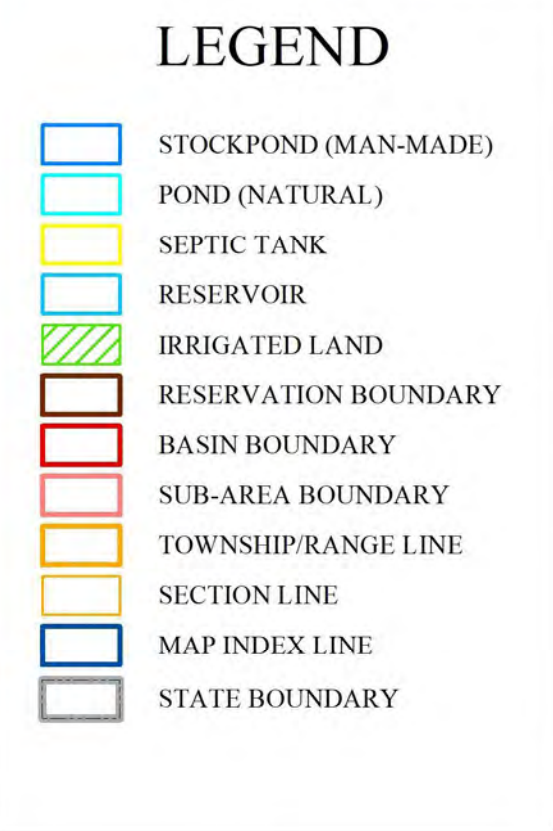 LEGEND
STOCKPOND (MAN-MADE)
POND (NATURAL)
SEPTIC TANK
RESERVOIR
IRRIGATED LAND
RESERVATION BOUNDARY
BASIN BOUNDARY
SUB-AREA BOUNDARY
TOWNSHIP/RANGE LINE
SECTION LINE
MAP INDEX LINE
STATE BOUNDARY